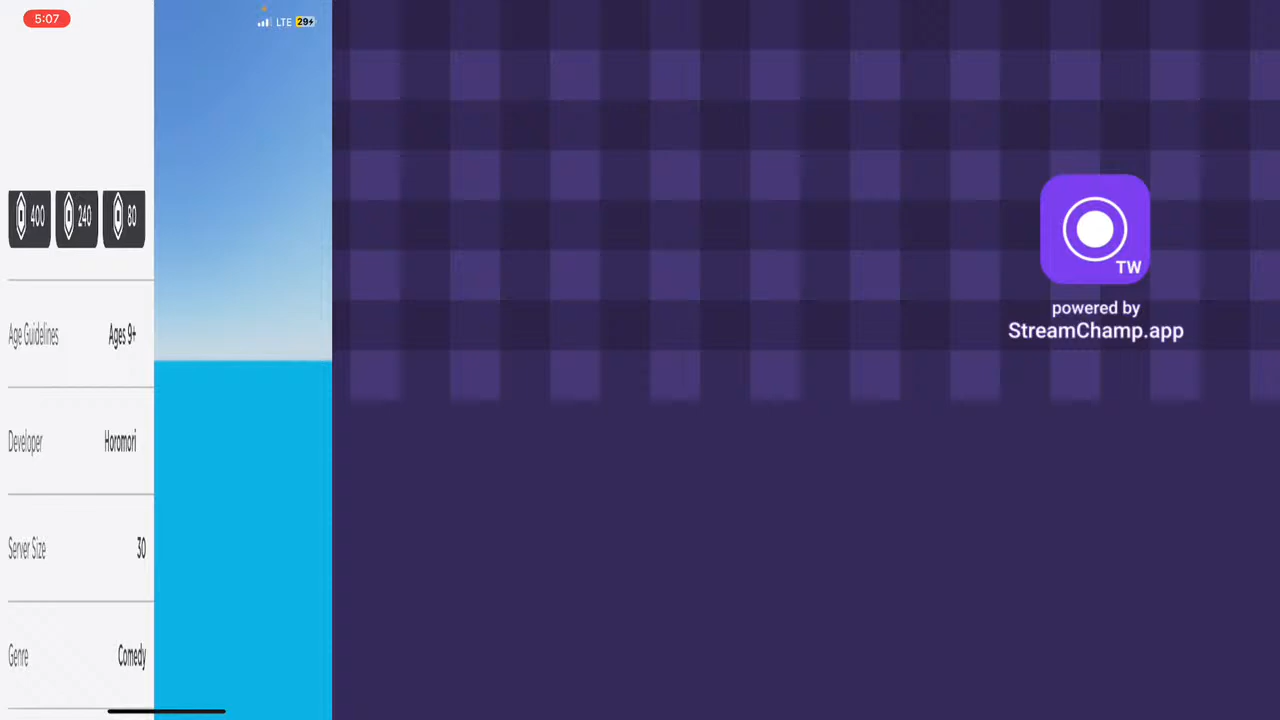 5:07
LTE 29
400 240 80
Age Guidelines Ages 9+
Developer Horomori
Server Size 30
Genre Comedy
TW
powered by
StreamChamp.app